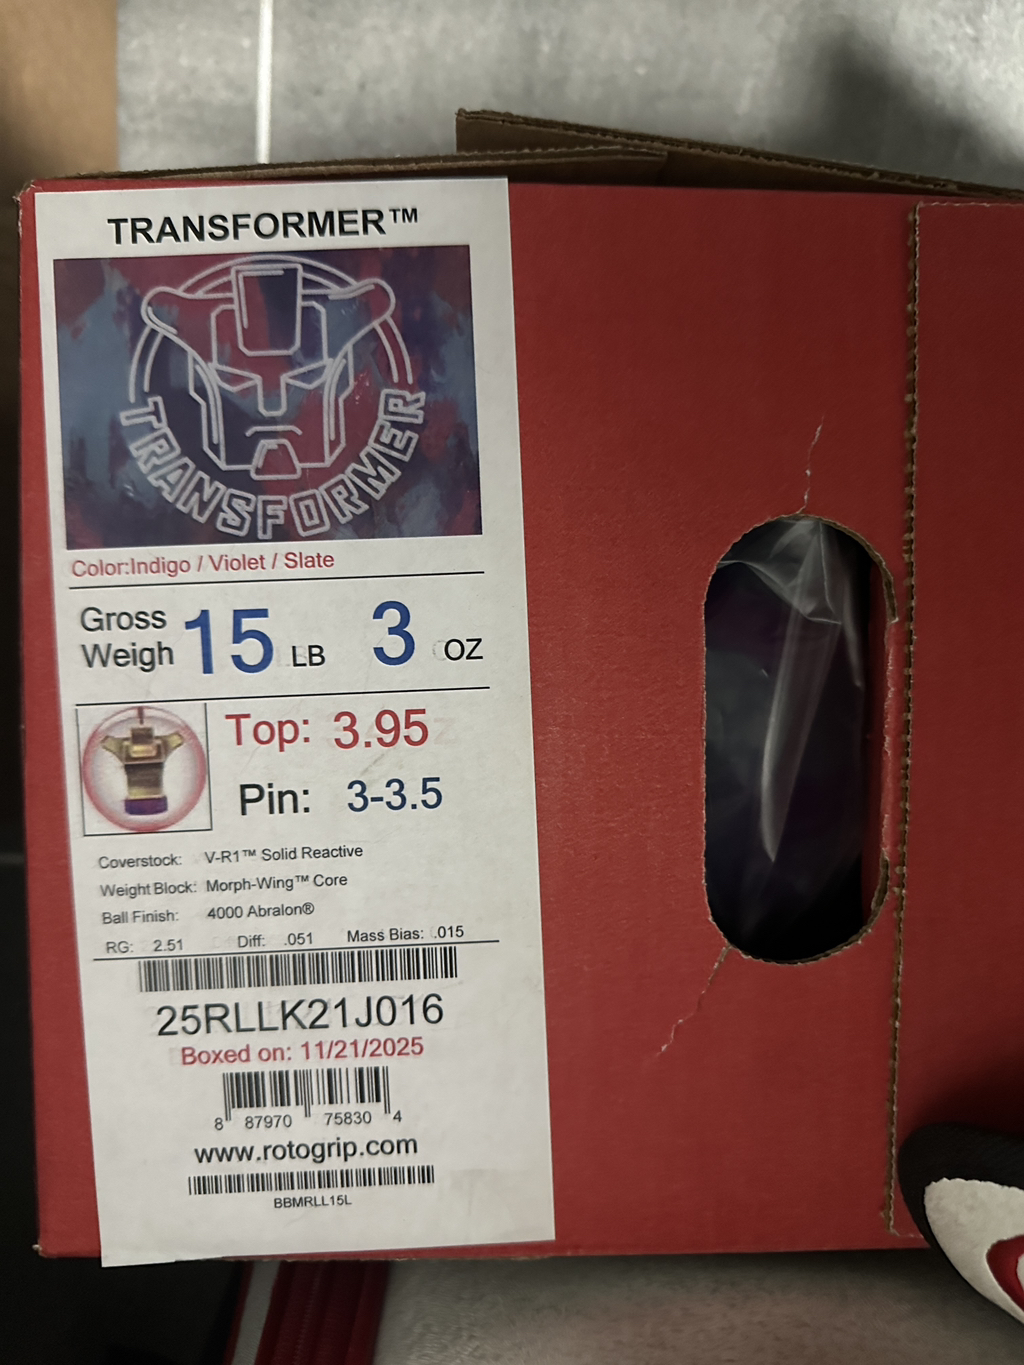 TRANSFORMER™
TRANSFORMER
Color:Indigo / Violet / Slate
Gross Weigh 15 LB 3 OZ
Top: 3.95
Pin: 3-3.5
Coverstock: V-R1™ Solid Reactive
Weight Block: Morph-Wing™ Core
Ball Finish: 4000 Abralon®
RG: 2.51 Diff: .051 Mass Bias: .015
25RLLK21J016
Boxed on: 11/21/2025
8 87970 75830 4
www.rotogrip.com
BBMRLL15L